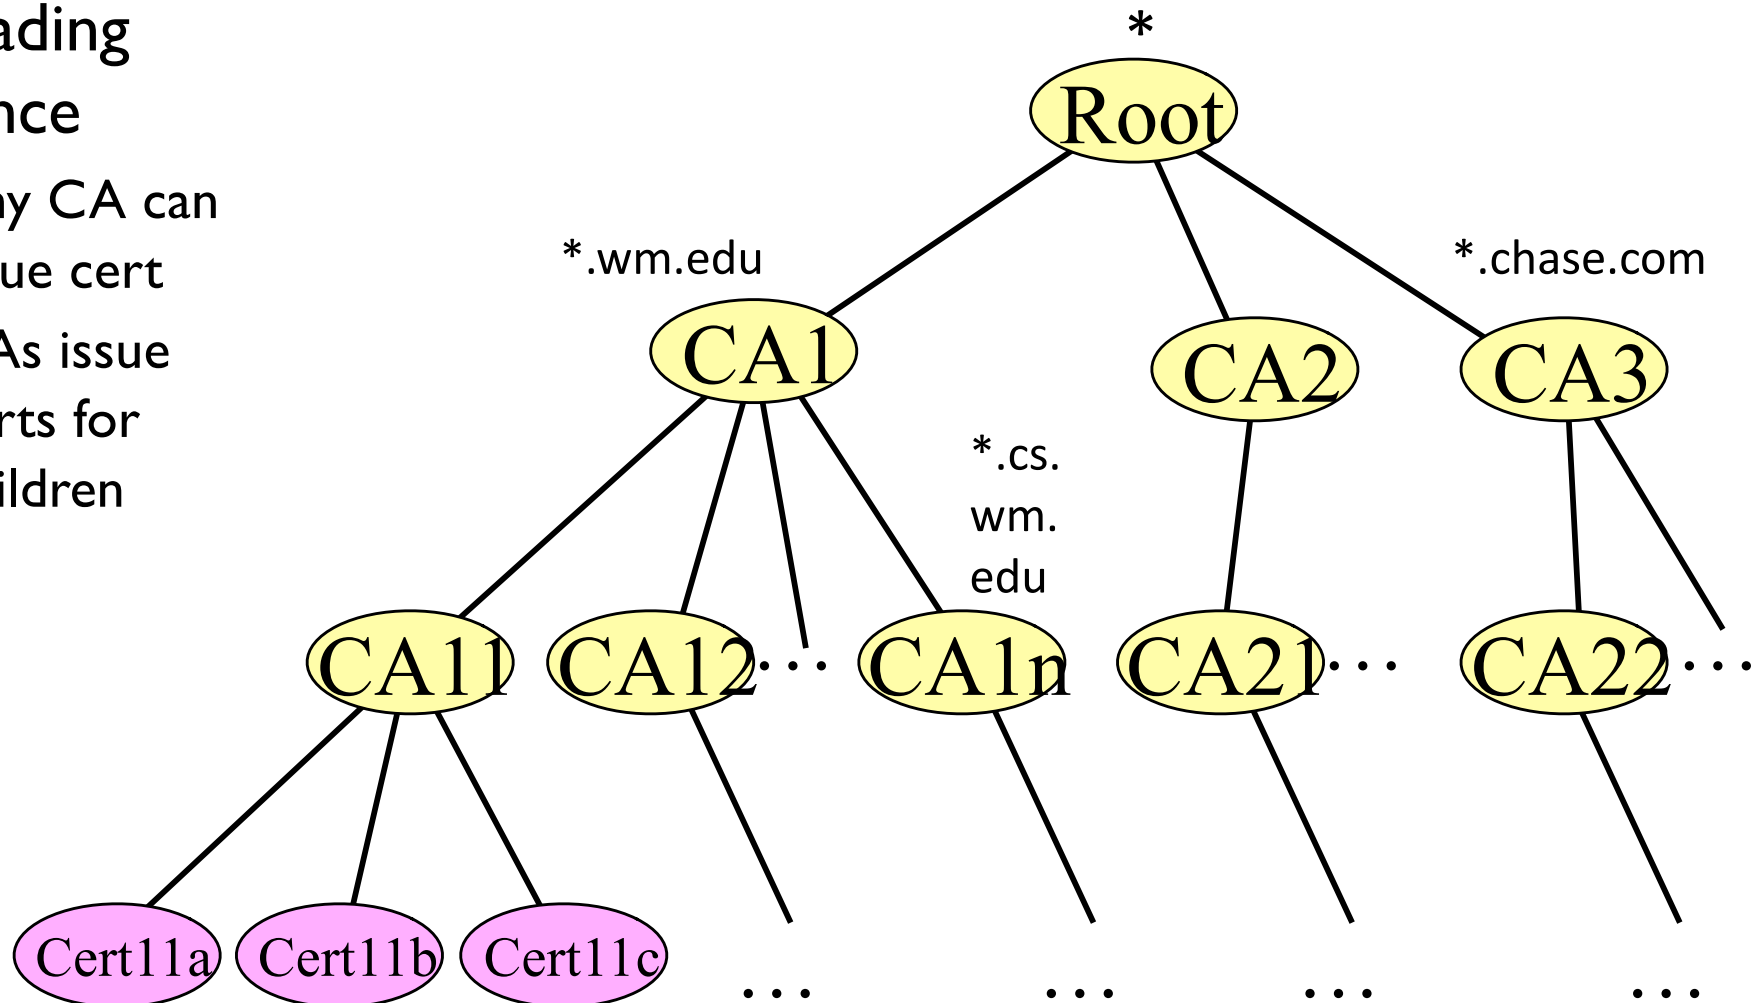 ading
nce
ny CA can
ue cert
As issue
rts for
ildren
*
Root
*.wm.edu
*.chase.com
CA1
CA2
CA3
*.cs.
wm.
edu
CA11
CA12
...
CA1n
CA21
...
CA22
...
Cert11a
Cert11b
Cert11c
...
...
...
...